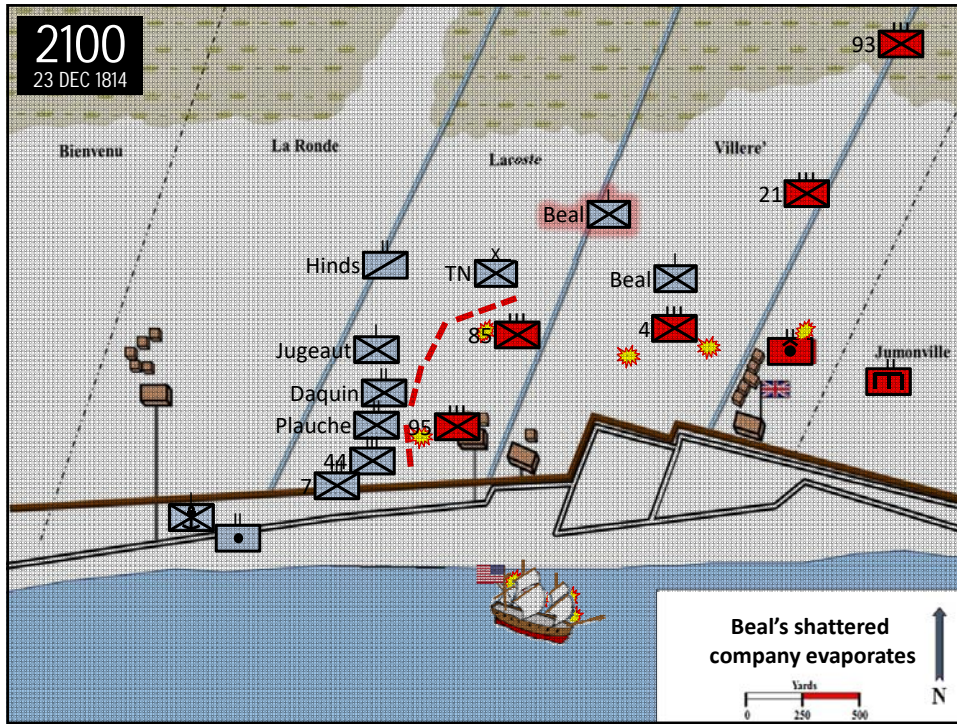 2100
23 DEC 1814
93
Bienvenu
La Ronde
Lacoste
Villere'
21
Beal
Hinds
TN
X
Beal
Jugeaut
85
4
Jumonville
Daquin
Plauche
95
44
7
Beal's shattered
company evaporates
Yards
0 250 500
N